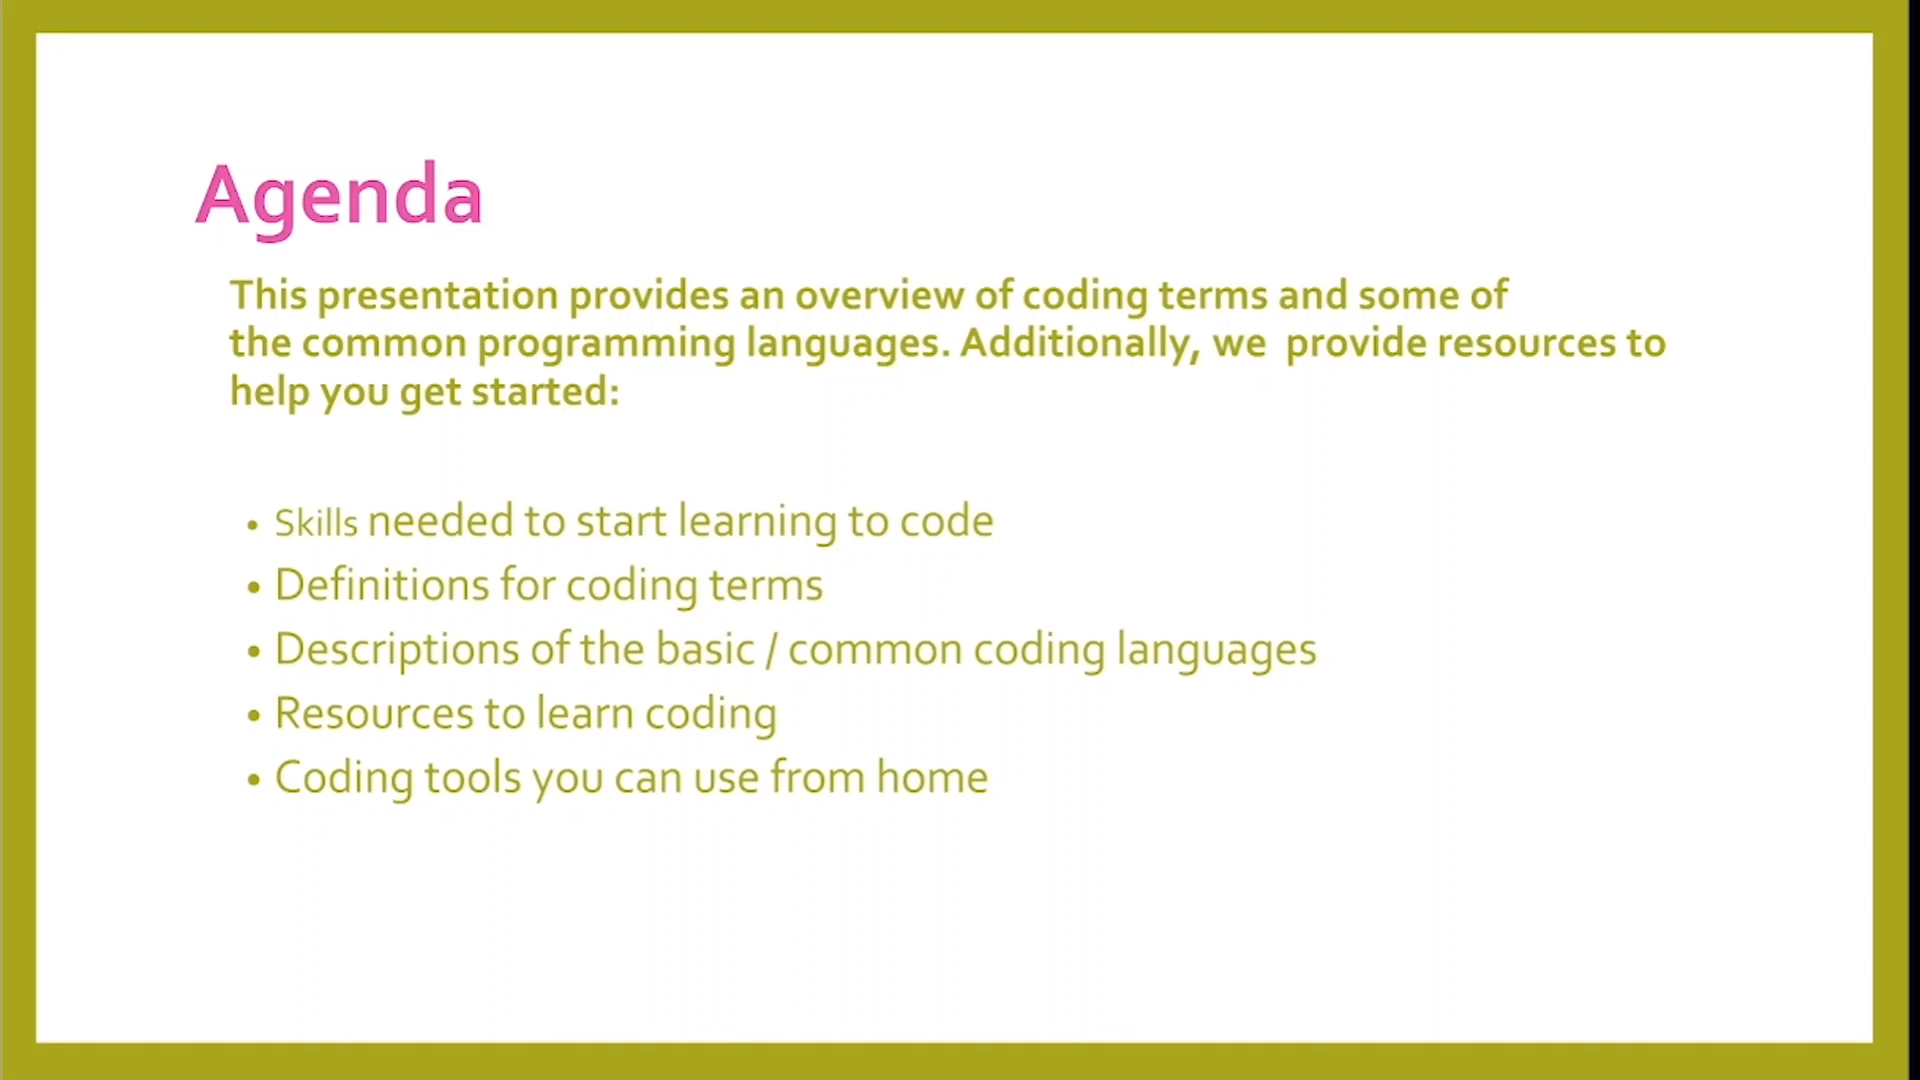 Agenda
This presentation provides an overview of coding terms and some of
the common programming languages. Additionally, we  provide resources to
help you get started:
• Skills needed to start learning to code
• Definitions for coding terms
• Descriptions of the basic / common coding languages
• Resources to learn coding
• Coding tools you can use from home